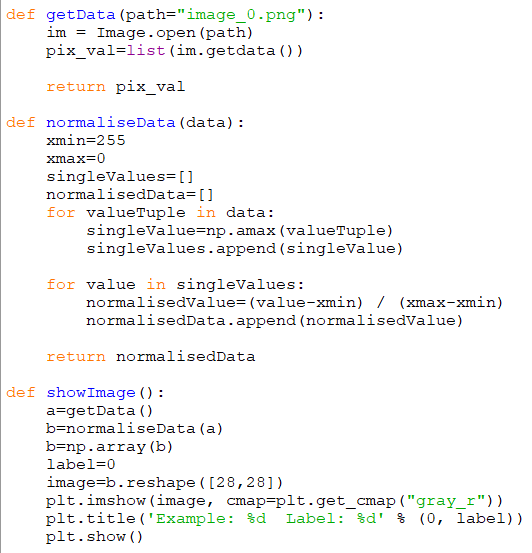 def getData(path="image_0.png"):
    im = Image.open(path)
    pix_val=list(im.getdata())

    return pix_val

def normaliseData(data):
    xmin=255
    xmax=0
    singleValues=[]
    normalisedData=[]
    for valueTuple in data:
        singleValue=np.amax(valueTuple)
        singleValues.append(singleValue)

    for value in singleValues:
        normalisedValue=(value-xmin) / (xmax-xmin)
        normalisedData.append(normalisedValue)

    return normalisedData

def showImage():
    a=getData()
    b=normaliseData(a)
    b=np.array(b)
    label=0
    image=b.reshape([28,28])
    plt.imshow(image, cmap=plt.get_cmap("gray_r"))
    plt.title('Example: %d  Label: %d' % (0, label))
    plt.show()